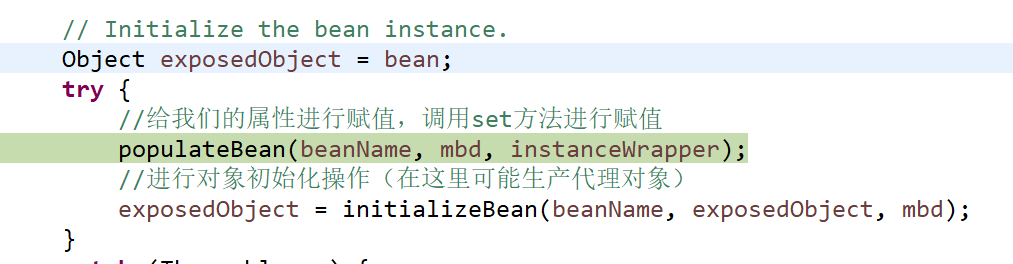 // Initialize the bean instance.
Object exposedObject = bean;
try {
//给我们的属性进行赋值，调用set方法进行赋值
populateBean(beanName, mbd, instanceWrapper);
//进行对象初始化操作（在这里可能生产代理对象）
exposedObject = initializeBean(beanName, exposedObject, mbd);
}